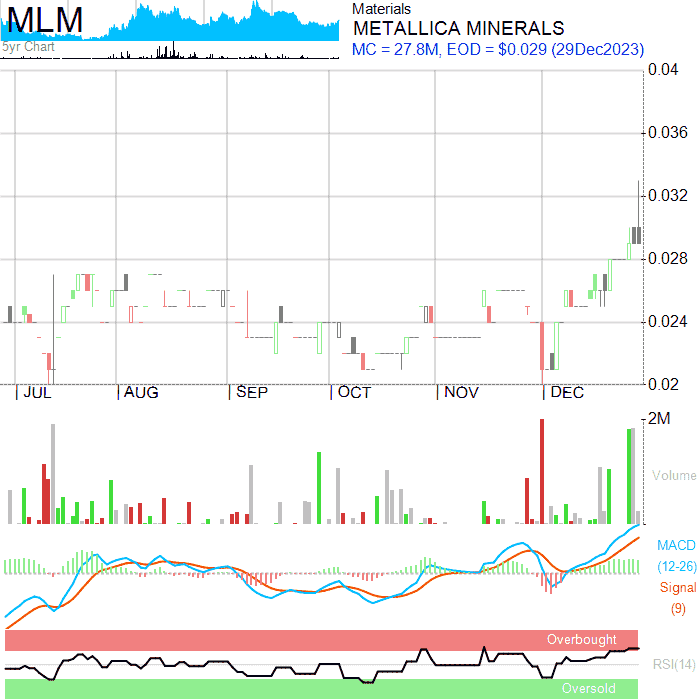 MLM
5yr Chart
Materials
METALLICA MINERALS
MC = 27.8M, EOD = $0.029 (29Dec2023)
0.04
0.036
0.032
0.028
0.024
0.02
JUL AUG SEP OCT NOV DEC
2M
Volume
MACD
(12-26)
Signal
(9)
Overbought
RSI(14)
Oversold